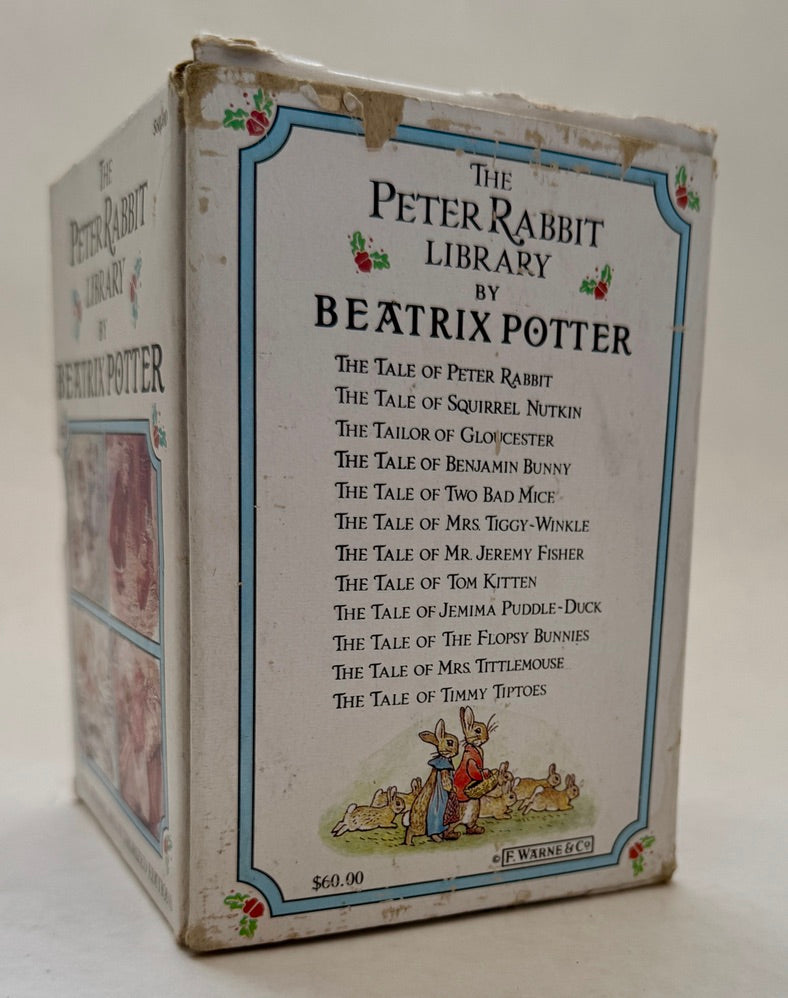 THE
PETER RABBIT
LIBRARY
BY
BEATRIX POTTER
THE
PETER RABBIT
LIBRARY
BY
BEATRIX POTTER
THE TALE OF PETER RABBIT
THE TALE OF SQUIRREL NUTKIN
THE TAILOR OF GLOUCESTER
THE TALE OF BENJAMIN BUNNY
THE TALE OF TWO BAD MICE
THE TALE OF MRS. TIGGY-WINKLE
THE TALE OF MR. JEREMY FISHER
THE TALE OF TOM KITTEN
THE TALE OF JEMIMA PUDDLE-DUCK
THE TALE OF THE FLOPSY BUNNIES
THE TALE OF MRS. TITTLEMOUSE
THE TALE OF TIMMY TIPTOES
© F. WARNE & Co
$60.00